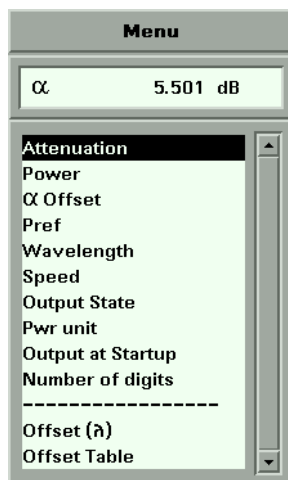 Menu
α 5.501 dB
Attenuation
Power
α Offset
Pref
Wavelength
Speed
Output State
Pwr unit
Output at Startup
Number of digits
------------------
Offset (λ)
Offset Table